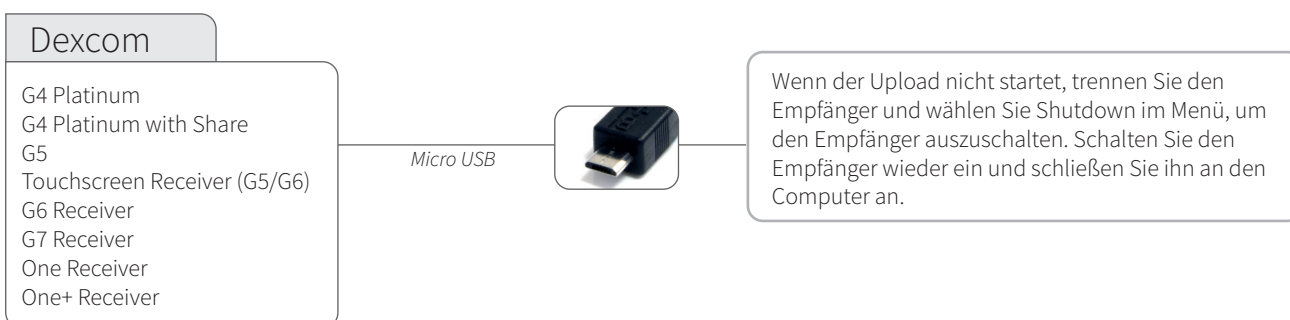 Dexcom
G4 Platinum
G4 Platinum with Share
G5
Touchscreen Receiver (G5/G6)
G6 Receiver
G7 Receiver
One Receiver
One+ Receiver
Micro USB
Wenn der Upload nicht startet, trennen Sie den
Empfänger und wählen Sie Shutdown im Menü, um
den Empfänger auszuschalten. Schalten Sie den
Empfänger wieder ein und schließen Sie ihn an den
Computer an.